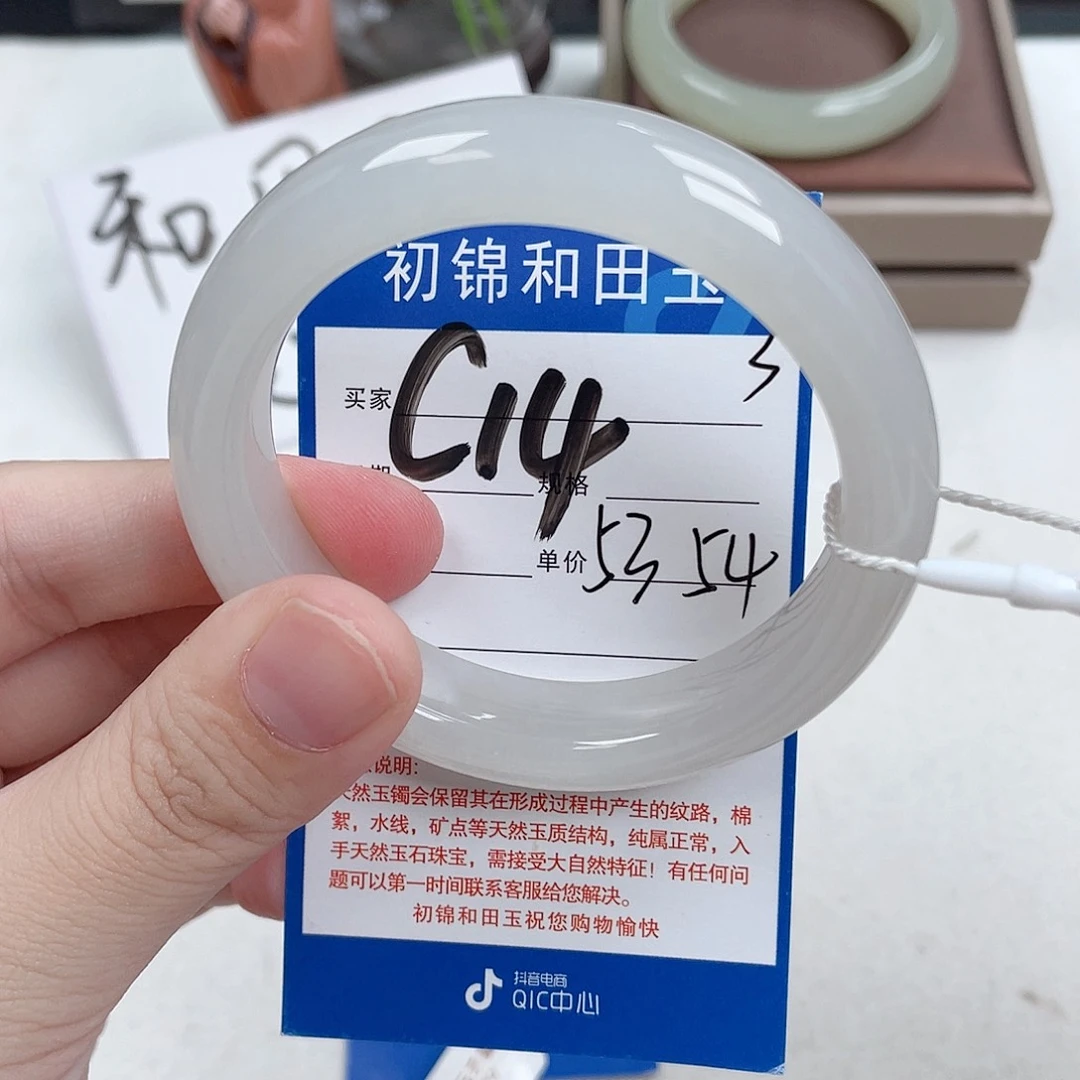 和
初锦和田玉
C14
3
买家
规格
单价 53 54
说明:
天然玉镯会保留其在形成过程中产生的纹路，棉
絮，水线，矿点等天然玉质结构，纯属正常，入
手天然玉石珠宝，需接受大自然特征！有任何问
题可以第一时间联系客服给您解决。
初锦和田玉祝您购物愉快
抖音电商
QIC中心